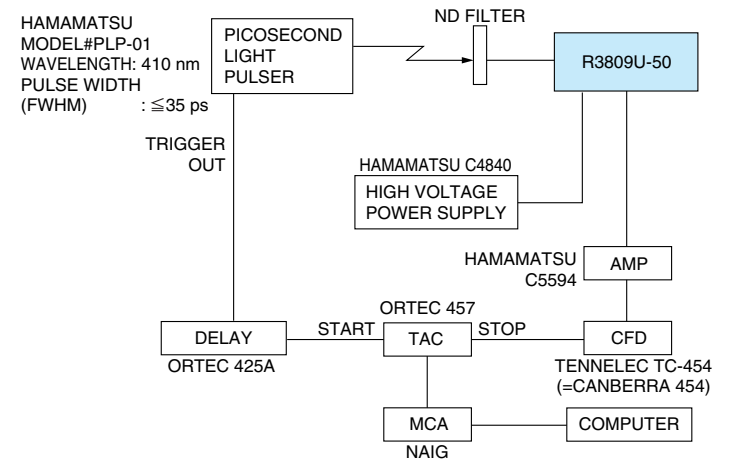 HAMAMATSU
MODEL#PLP-01
WAVELENGTH: 410 nm
PULSE WIDTH
(FWHM) : ≦35 ps
PICOSECOND
LIGHT
PULSER
ND FILTER
R3809U-50
TRIGGER
OUT
HAMAMATSU C4840
HIGH VOLTAGE
POWER SUPPLY
HAMAMATSU
C5594
AMP
ORTEC 457
DELAY
START
TAC
STOP
CFD
ORTEC 425A
TENNELEC TC-454
(=CANBERRA 454)
MCA
COMPUTER
NAIG